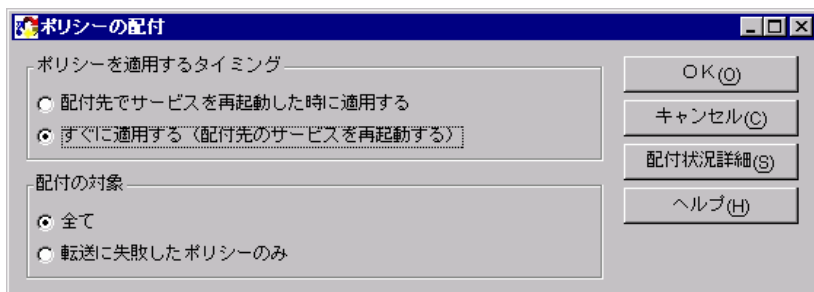 ポリシーの配付
ポリシーを適用するタイミング
配付先でサービスを再起動した時に適用する
すぐに適用する（配付先のサービスを再起動する）
配付の対象
全て
転送に失敗したポリシーのみ
ＯＫ(O)
キャンセル(C)
配付状況詳細(S)
ヘルプ(H)